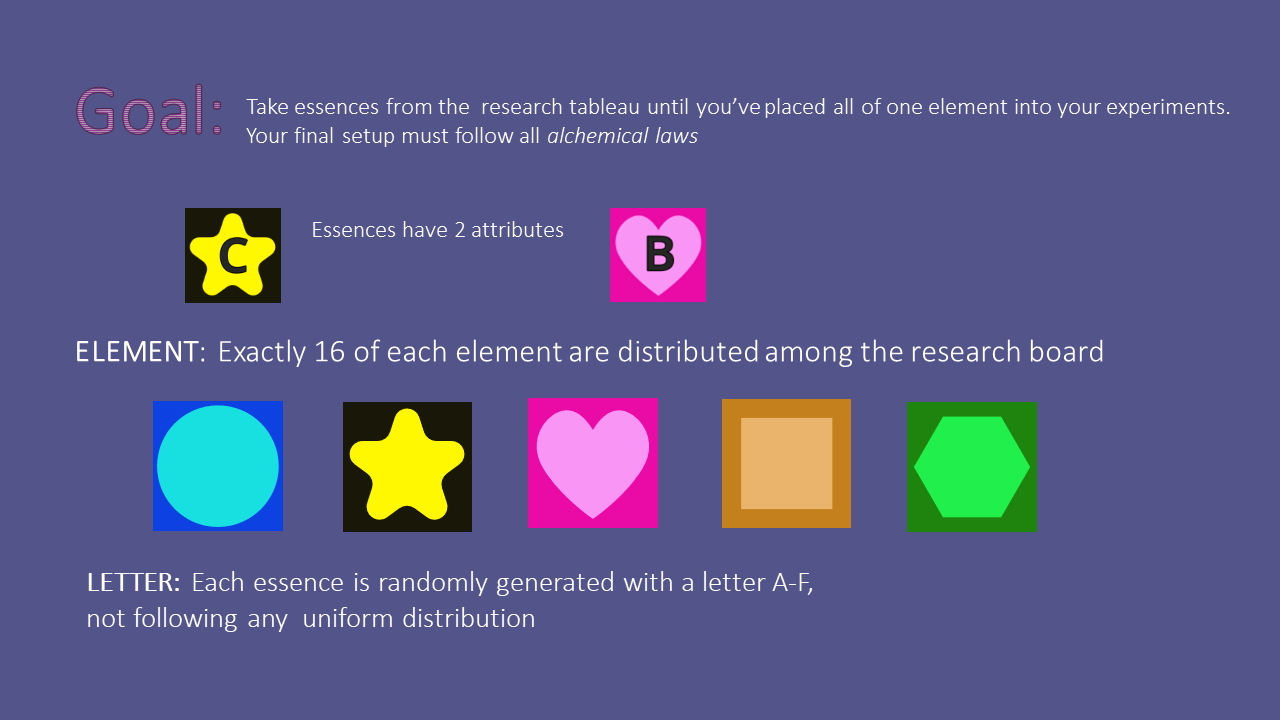 Goal:
Take essences from the research tableau until you’ve placed all of one element into your experiments.
Your final setup must follow all alchemical laws
C
Essences have 2 attributes
B
ELEMENT: Exactly 16 of each element are distributed among the research board
LETTER: Each essence is randomly generated with a letter A-F,
not following any uniform distribution